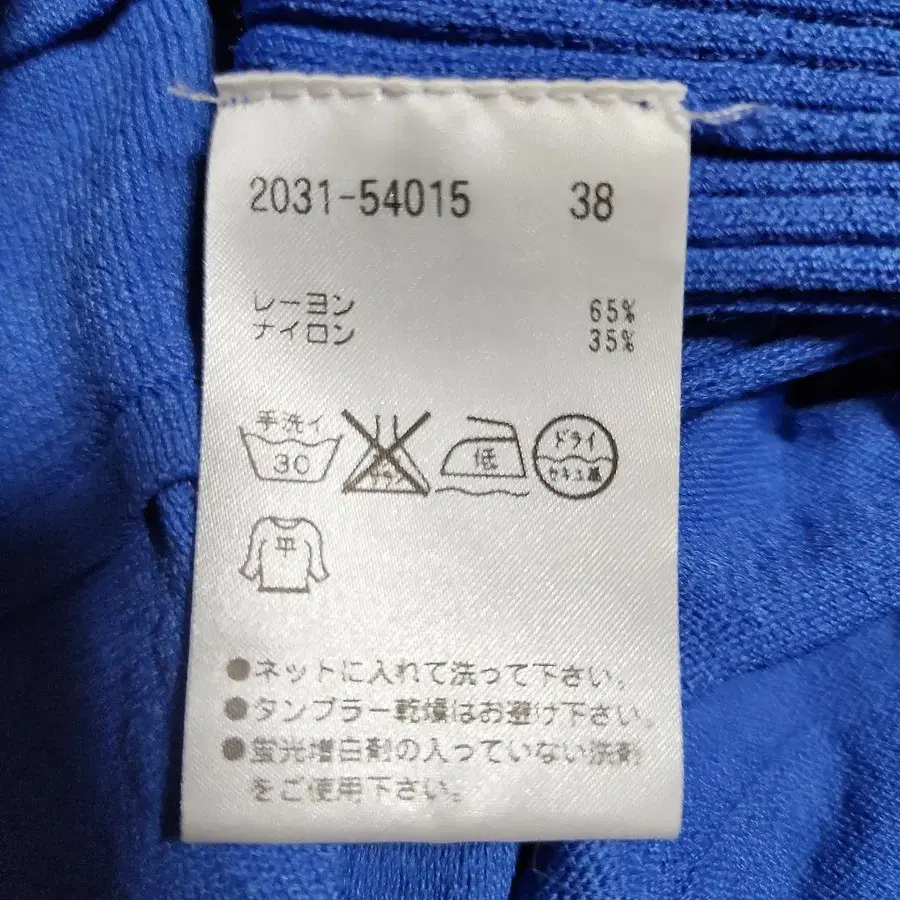 2031-54015 38
レーヨン 65%
ナイロン 35%
手洗イ
30
低
ドライ
セキユ系
平
●ネットに入れて洗って下さい。
●タンブラー乾燥はお避け下さい。
●蛍光増白剤の入っていない洗剤
をご使用下さい。